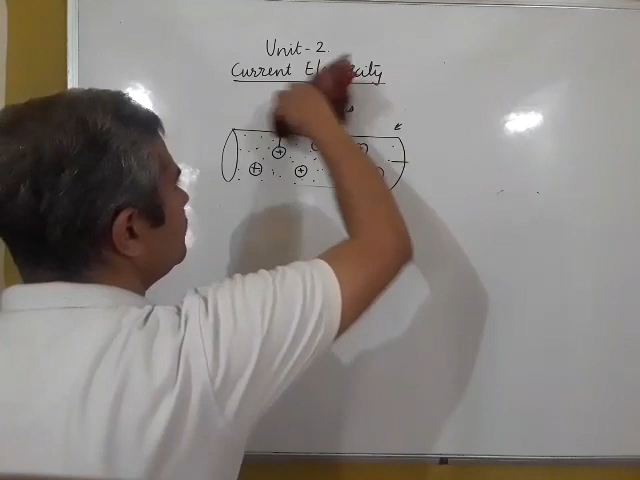 Unit-2.
Current
+
+
+